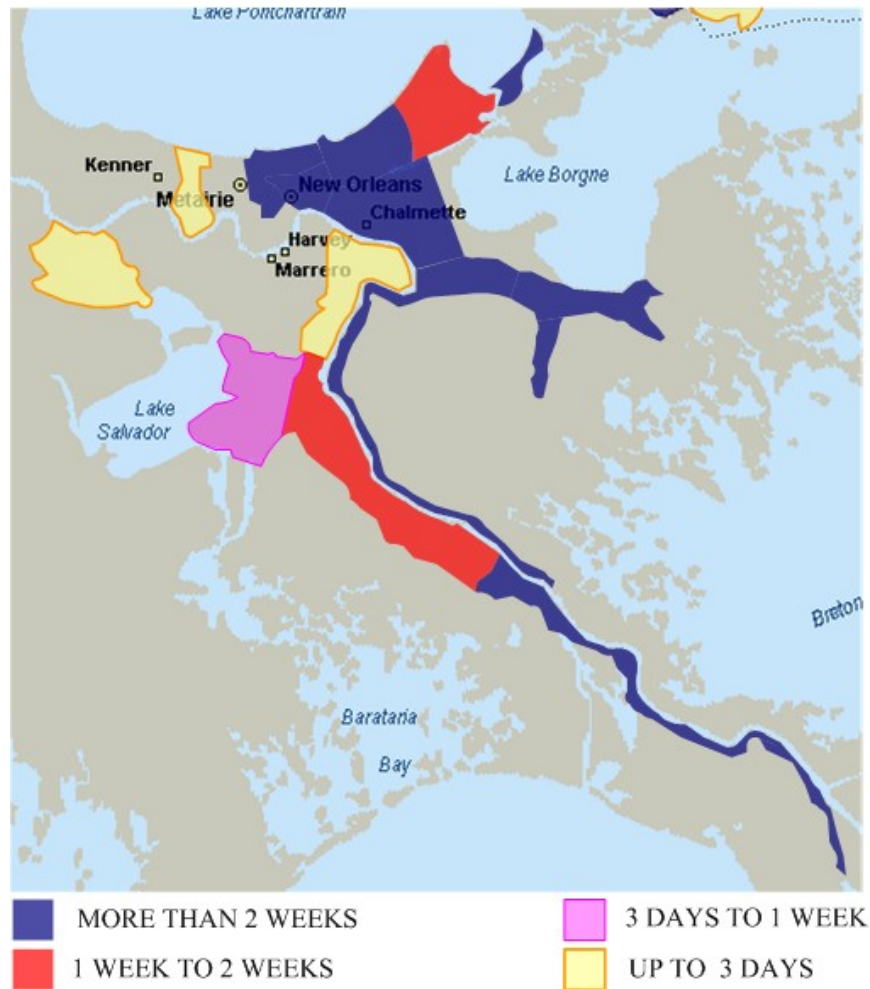 Lake Pontchartrain
Kenner
Metairie
New Orleans
Lake Borgne
Chalmette
Harvey
Marrero
Lake
Salvador
Breton
Barataria
Bay
MORE THAN 2 WEEKS
3 DAYS TO 1 WEEK
1 WEEK TO 2 WEEKS
UP TO 3 DAYS